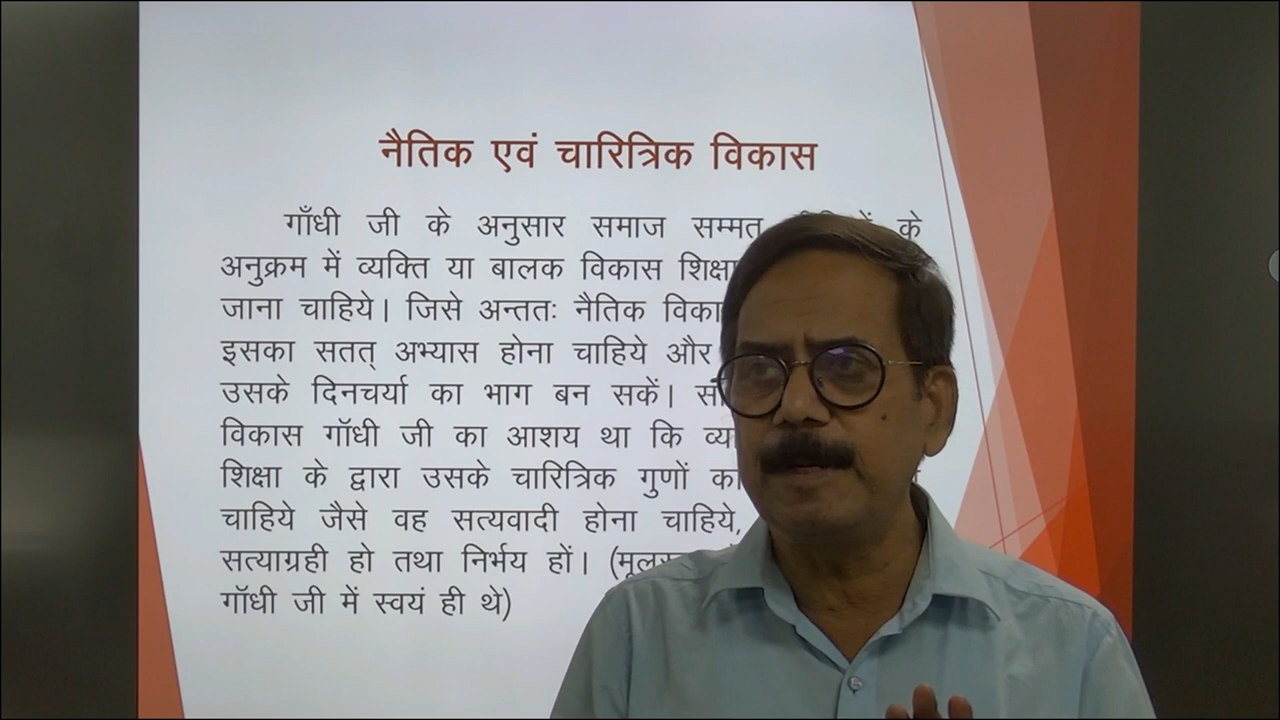 नैतिक एवं चारित्रिक विकास
गाँधी जी के अनुसार समाज सम्मत के
अनुक्रम में व्यक्ति या बालक विकास शिक्षा
जाना चाहिये। जिसे अन्ततः नैतिक
इसका सतत् अभ्यास होना चाहिये और
उसके दिनचर्या का भाग बन सकें।
विकास गॉधी जी का आशय था कि
शिक्षा के द्वारा उसके चारित्रिक गुणों का
चाहिये जैसे वह सत्यवादी होना चाहिये,
सत्याग्रही हो तथा निर्भय हों।
गॉधी जी में स्वयं ही थे)